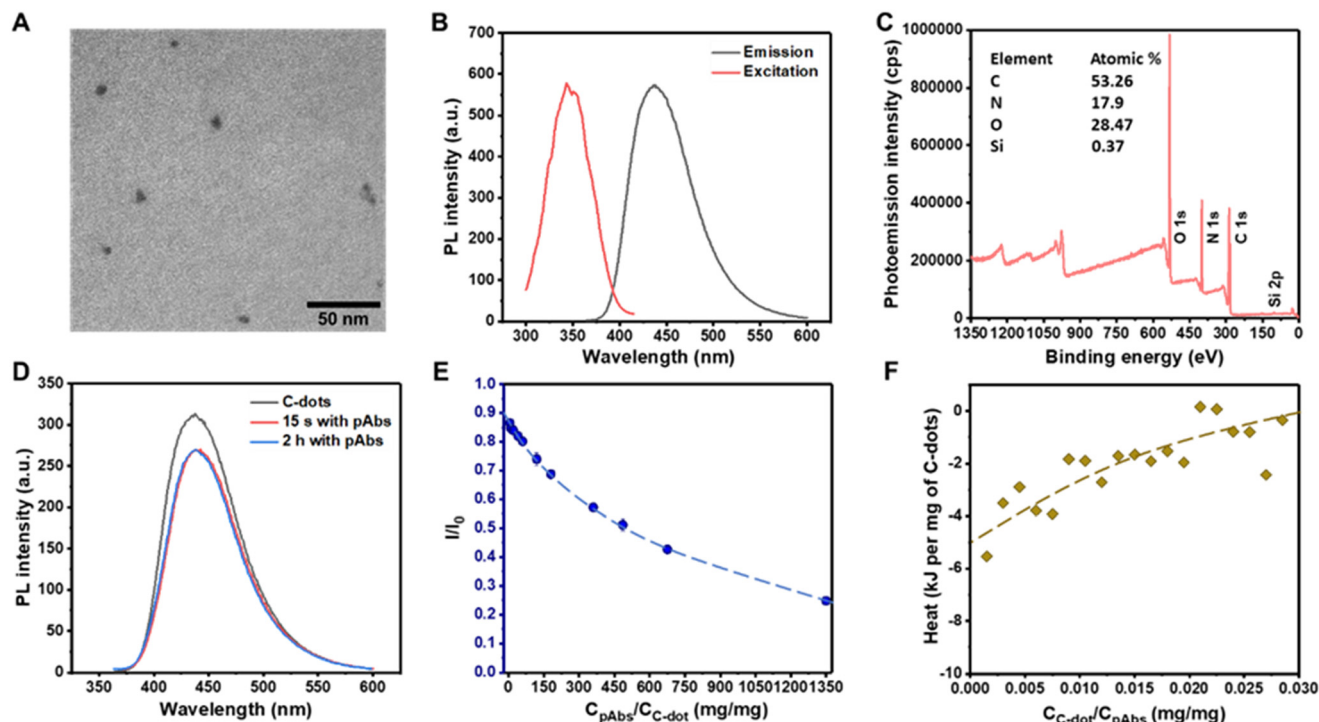 A
50 nm
B
PL intensity (a.u.)
700
600
500
400
300
200
100
0
Emission
Excitation
300 350 400 450 500 550 600
Wavelength (nm)
C
Photoemission intensity (cps)
1000000
800000
600000
400000
200000
0
Element Atomic %
C 53.26
N 17.9
O 28.47
Si 0.37
O 1s
N 1s
C 1s
Si 2p
1350 1200 1050 900 750 600 450 300 150 0
Binding energy (eV)
D
PL intensity (a.u.)
350
300
250
200
150
100
50
0
C-dots
15 s with pAbs
2 h with pAbs
350 400 450 500 550 600
Wavelength (nm)
E
I/I0
1.0
0.9
0.8
0.7
0.6
0.5
0.4
0.3
0.2
0.1
0.0
0 150 300 450 600 750 900 1050 1200 1350
CpAbs/CC-dot (mg/mg)
F
Heat (kJ per mg of C-dots)
0
-2
-4
-6
-8
-10
0.000 0.005 0.010 0.015 0.020 0.025 0.030
CC-dot/CpAbs (mg/mg)